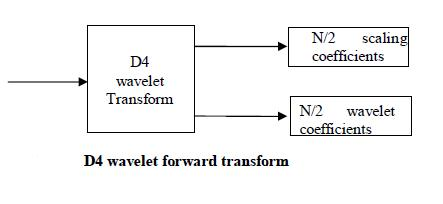 D4
wavelet
Transform
N/2 scaling
coefficients
N/2 wavelet
coefficients
D4 wavelet forward transform